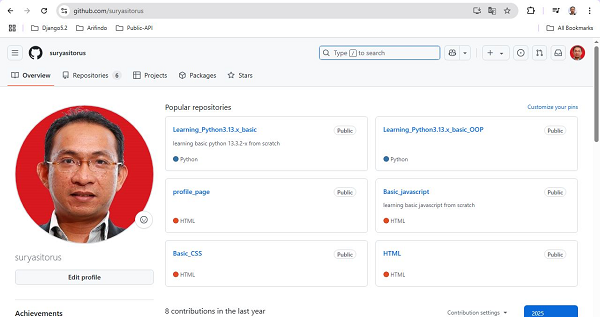 github.com/suryasitorus
Django5.2
Arifindo
Public-API
All Bookmarks
suryasitorus
Type / to search
Overview
Repositories 6
Projects
Packages
Stars
Popular repositories
Customize your pins
Learning_Python3.13.x_basic
Public
learning basic python 13.3.2-x from scratch
Python
Learning_Python3.13.x_basic_OOP
Public
Python
profile_page
Public
HTML
Basic_javascript
Public
learning basic javascript from scratch
HTML
Basic_CSS
Public
HTML
HTML
Public
HTML
suryasitorus
Edit profile
Achievements
8 contributions in the last year
Contribution settings
2025